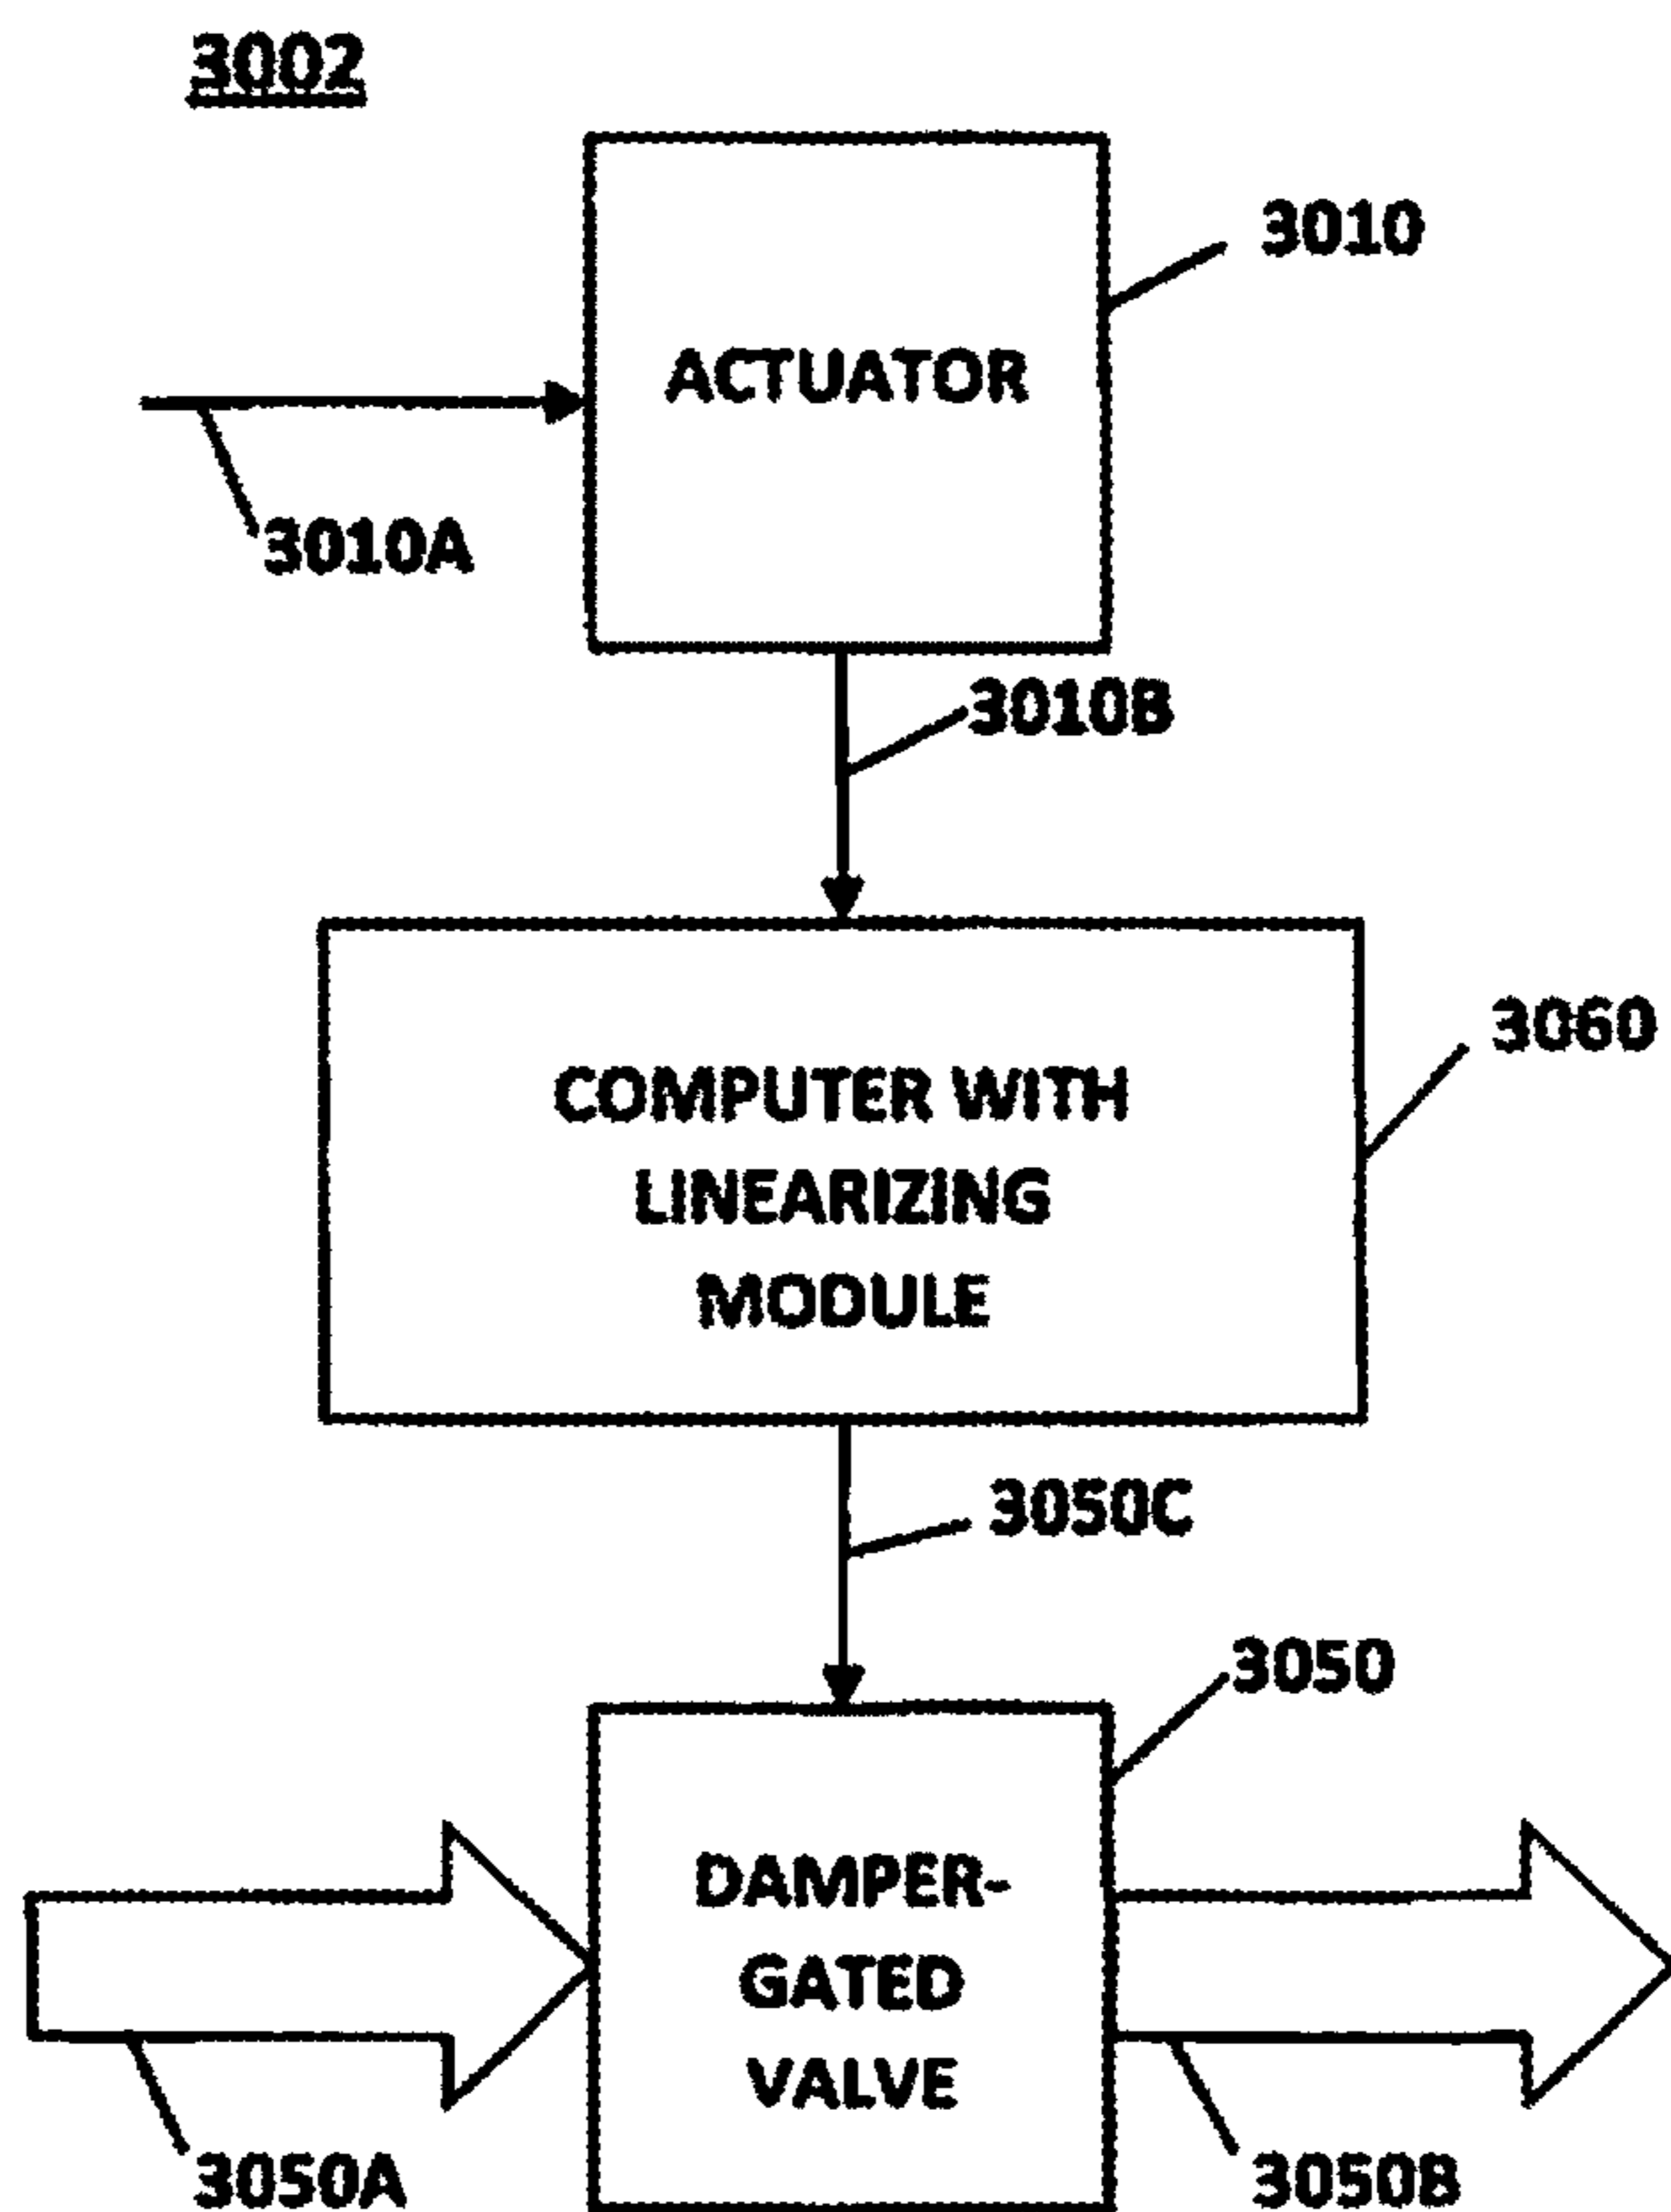 3002
3010
ACTUATOR
3010A
3010B
3060
COMPUTER WITH
LINEARIZING
MODULE
3050C
3050
DAMPER-
GATED
VALVE
3050A
3050B